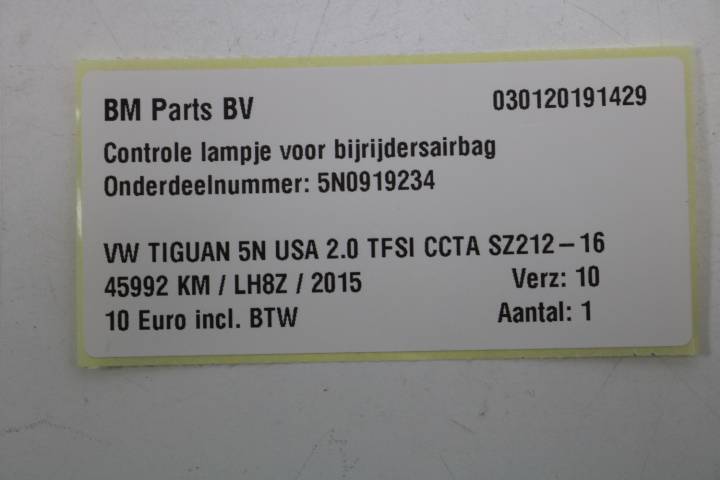 BM Parts BV 030120191429
Controle lampje voor bijrijdersairbag
Onderdeelnummer: 5N0919234
VW TIGUAN 5N USA 2.0 TFSI CCTA SZ212-16
45992 KM / LH8Z / 2015 Verz: 10
10 Euro incl. BTW Aantal: 1